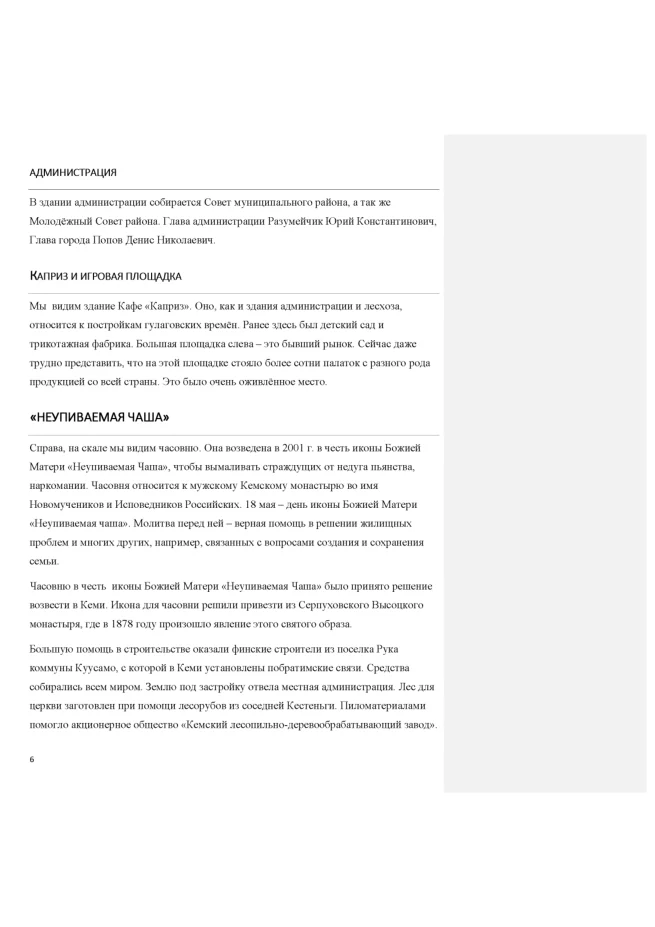 АДМИНИСТРАЦИЯ
В здании администрации собирается Совет муниципального района, а так же
Молодёжный Совет района. Глава администрации Разумейчик Юрий Константинович,
Глава города Попов Денис Николаевич.
КАПРИЗ И ИГРОВАЯ ПЛОЩАДКА
Мы видим здание Кафе «Каприз». Оно, как и здания администрации и лесхоза,
относится к постройкам гулаговских времён. Ранее здесь был детский сад и
трикотажная фабрика. Большая площадка слева – это бывший рынок. Сейчас даже
трудно представить, что на этой площадке стояло более сотни палаток с разного рода
продукцией со всей страны. Это было очень оживлённое место.
«НЕУПИВАЕМАЯ ЧАША»
Справа, на скале мы видим часовню. Она возведена в 2001 г. в честь иконы Божией
Матери «Неупиваемая Чаша», чтобы вымаливать страждущих от недуга пьянства,
наркомании. Часовня относится к мужскому Кемскому монастырю во имя
Новомучеников и Исповедников Российских. 18 мая – день иконы Божией Матери
«Неупиваемая чаша». Молитва перед ней – верная помощь в решении жилищных
проблем и многих других, например, связанных с вопросами создания и сохранения
семьи.
Часовню в честь иконы Божией Матери «Неупиваемая Чаша» было принято решение
возвести в Кеми. Икона для часовни решили привезти из Серпуховского Высоцкого
монастыря, где в 1878 году произошло явление этого святого образа.
Большую помощь в строительстве оказали финские строители из поселка Рука
коммуны Куусамо, с которой в Кеми установлены побратимские связи. Средства
собирались всем миром. Землю под застройку отвела местная администрация. Лес для
церкви заготовлен при помощи лесорубов из соседней Кестеньги. Пиломатериалами
помогло акционерное общество «Кемский лесопильно-деревообрабатывающий завод».
6